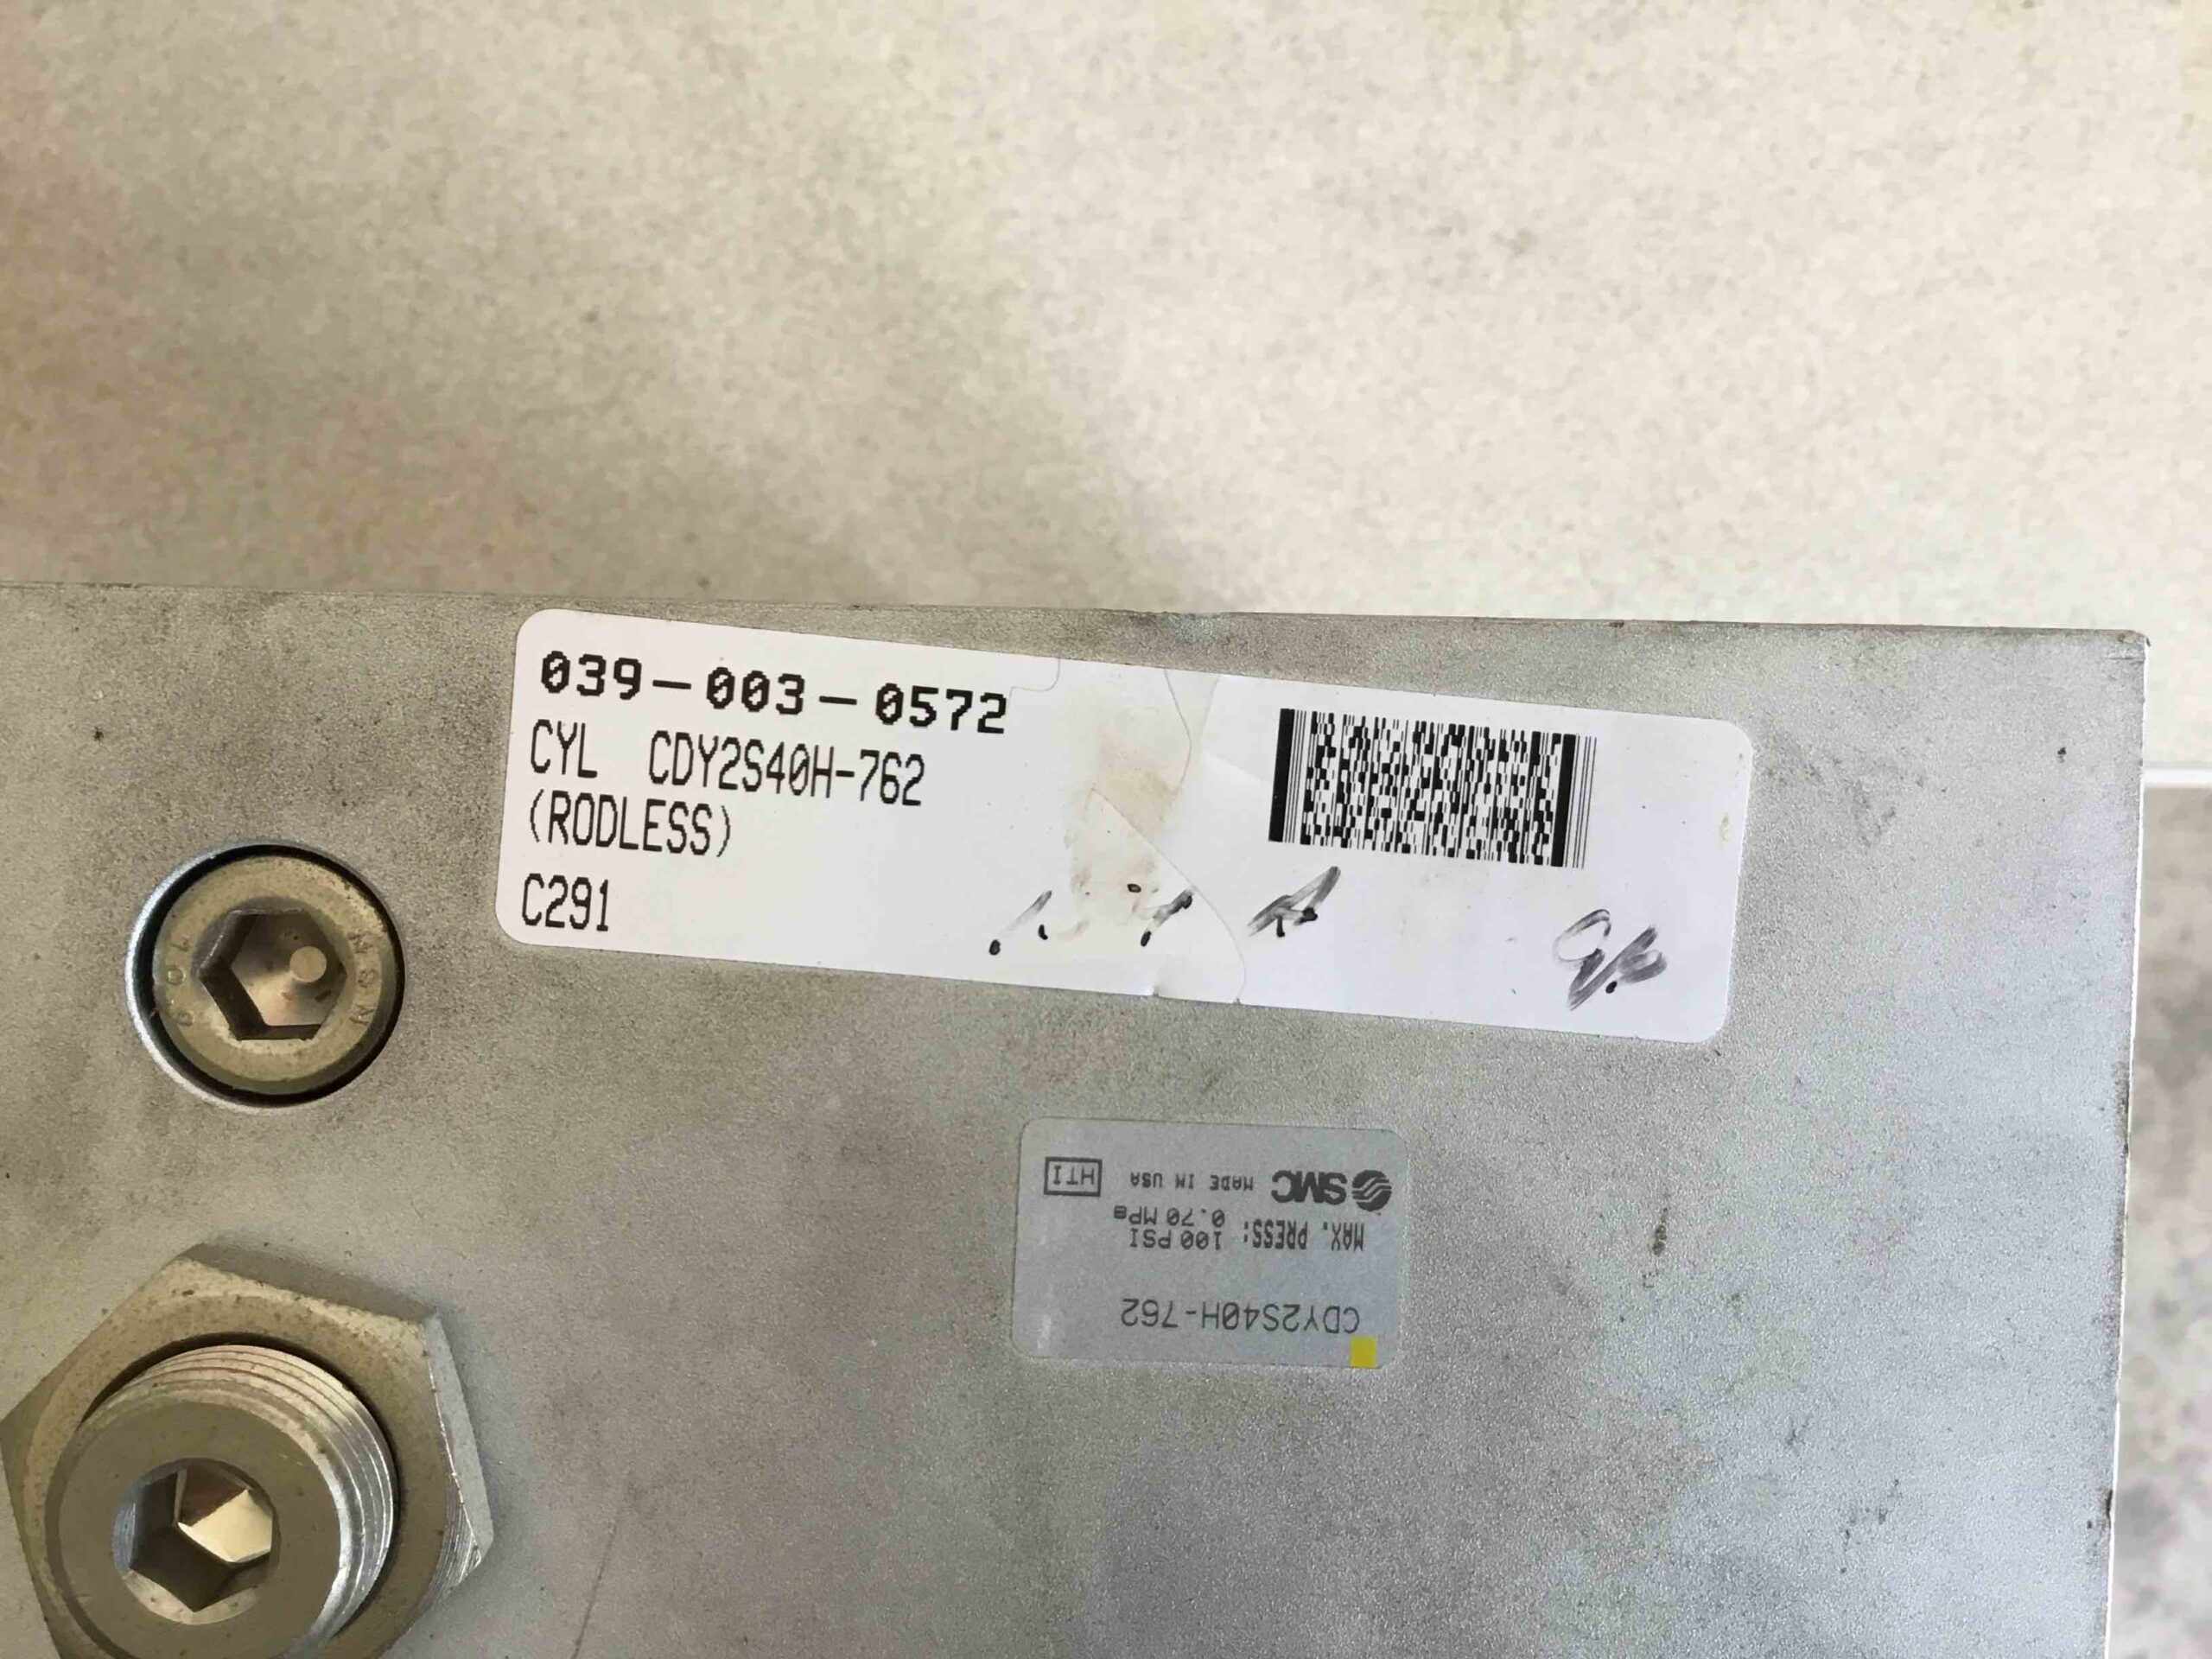 039-003-0572
CYL CDY2S40H-762
(RODLESS)
C291
CDY2S40H-762
MAX. PRESS: 100 PSI
0.70 MPa
SMC MADE IN USA HTI